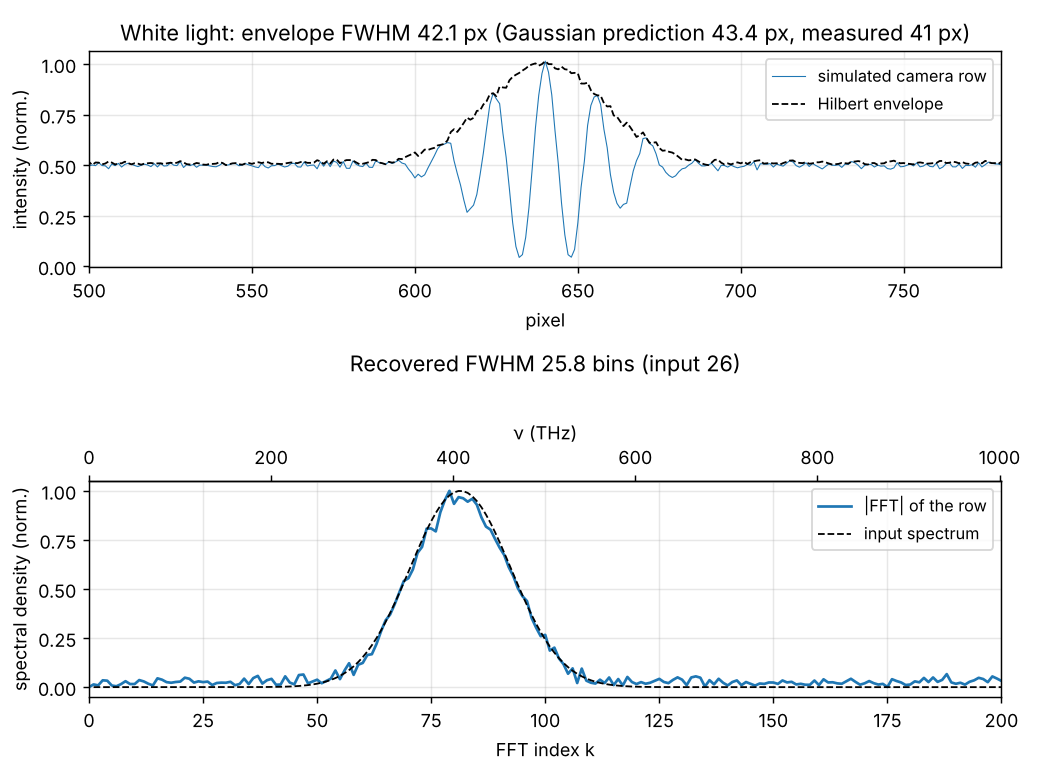 White light: envelope FWHM 42.1 px (Gaussian prediction 43.4 px, measured 41 px)
intensity (norm.)
1.00
0.75
0.50
0.25
0.00
simulated camera row
Hilbert envelope
500 550 600 650 700 750
pixel
Recovered FWHM 25.8 bins (input 26)
ν (THz)
0 200 400 600 800 1000
spectral density (norm.)
1.00
0.75
0.50
0.25
0.00
|FFT| of the row
input spectrum
0 25 50 75 100 125 150 175 200
FFT index k